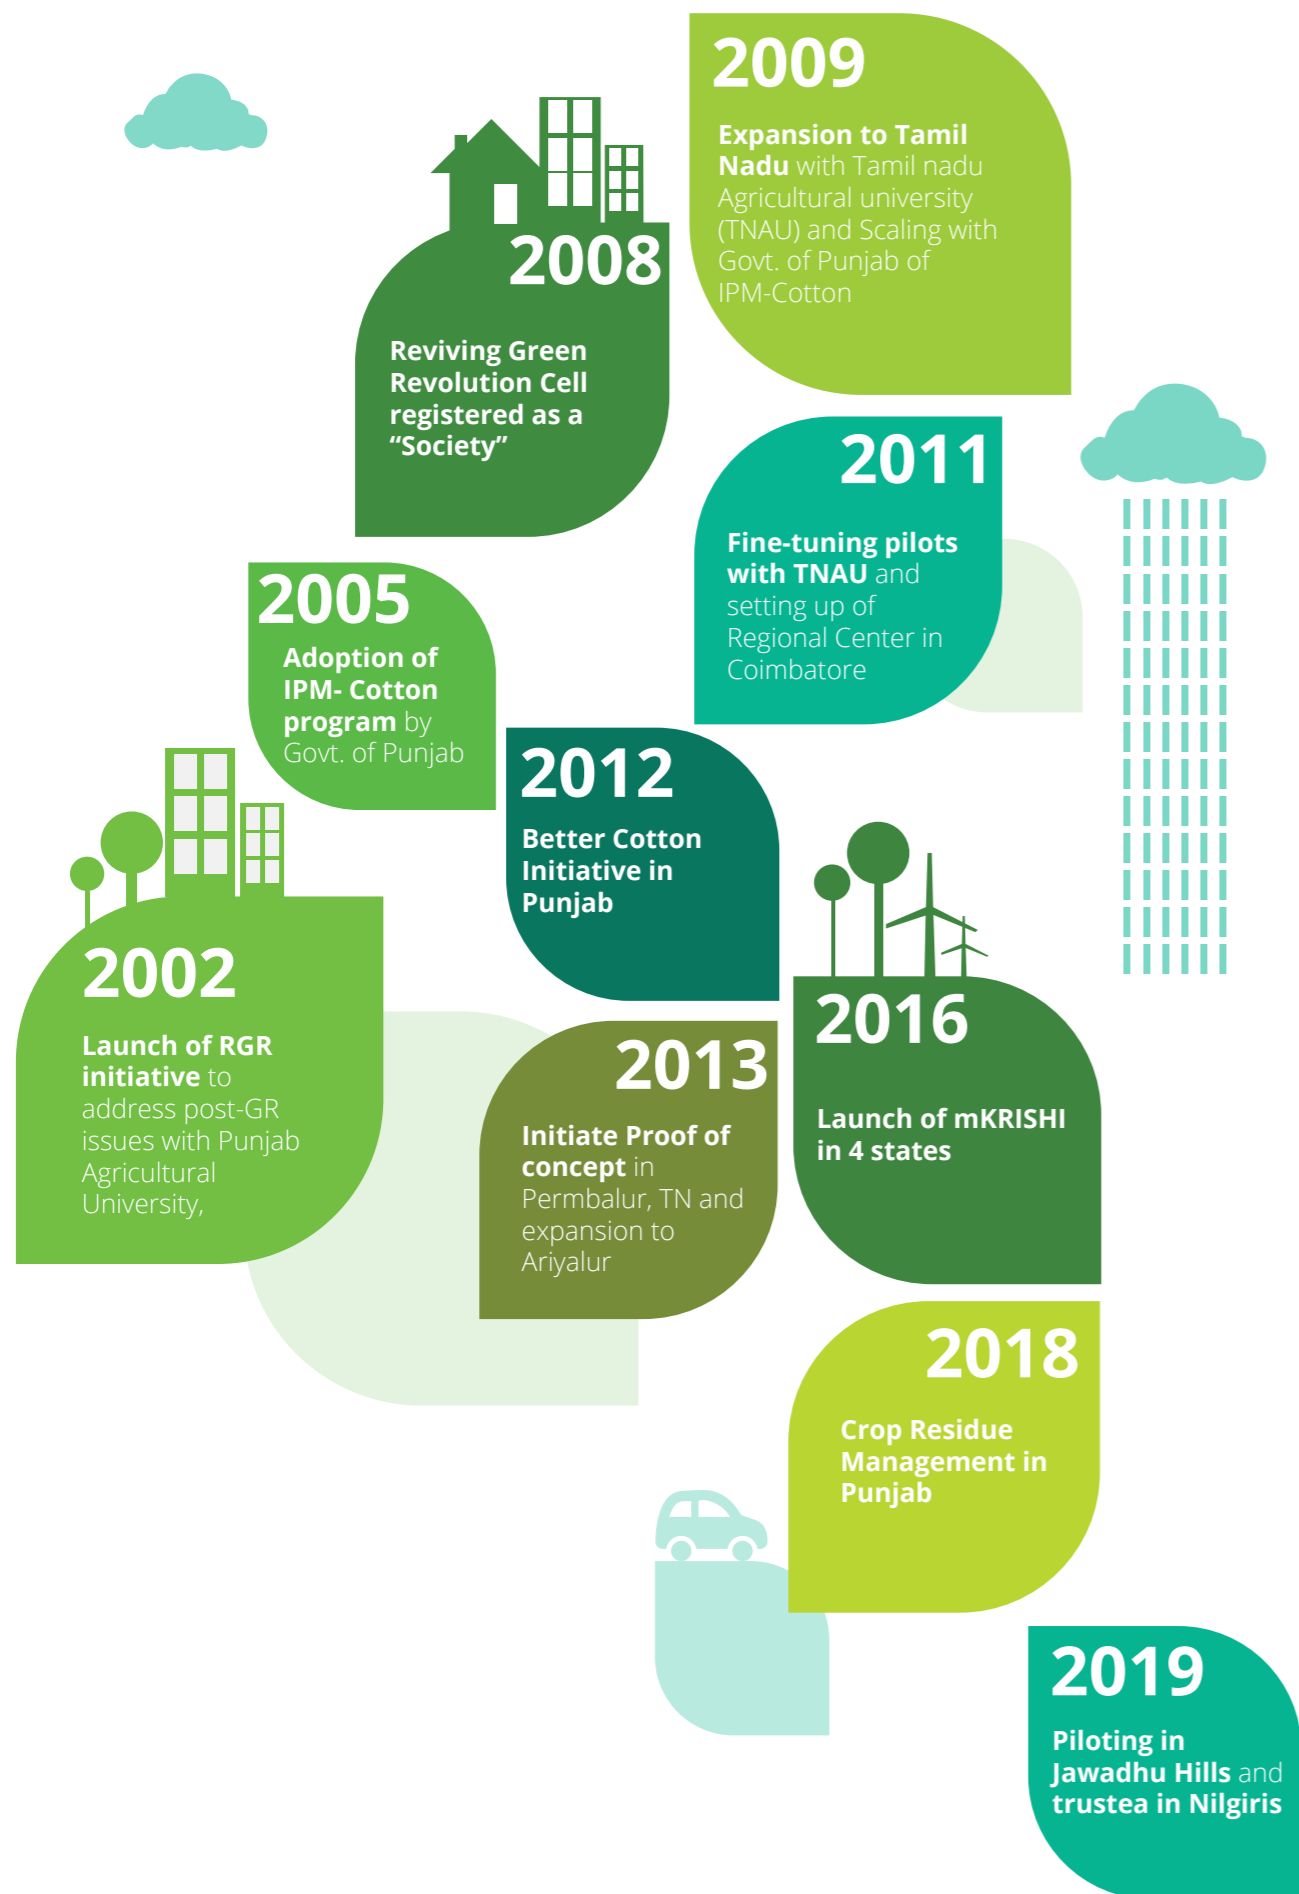 2009
Expansion to Tamil
Nadu with Tamil nadu
Agricultural university
(TNAU) and Scaling with
Govt. of Punjab of
IPM-Cotton
2008
Reviving Green
Revolution Cell
registered as a
“Society”
2011
Fine-tuning pilots
with TNAU and
setting up of
Regional Center in
Coimbatore
2005
Adoption of
IPM- Cotton
program by
Govt. of Punjab
2012
Better Cotton
Initiative in
Punjab
2002
Launch of RGR
initiative to
address post-GR
issues with Punjab
Agricultural
University,
2016
Launch of mKRISHI
in 4 states
2013
Initiate Proof of
concept in
Permbalur, TN and
expansion to
Ariyalur
2018
Crop Residue
Management in
Punjab
2019
Piloting in
Jawadhu Hills and
trustea in Nilgiris